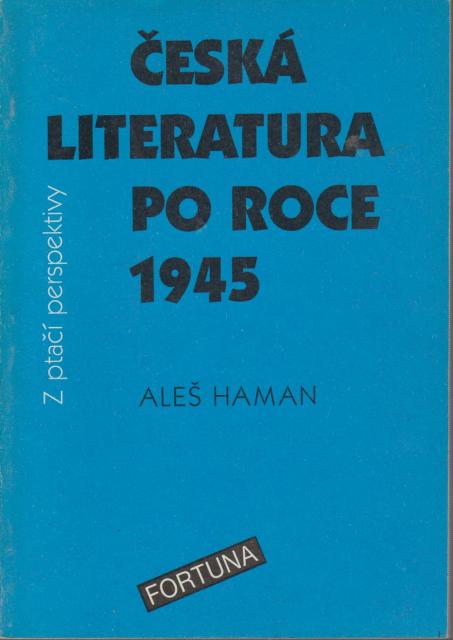 ČESKÁ
LITERATURA
PO ROCE
1945
Z ptačí perspektivy
ALEŠ HAMAN
FORTUNA